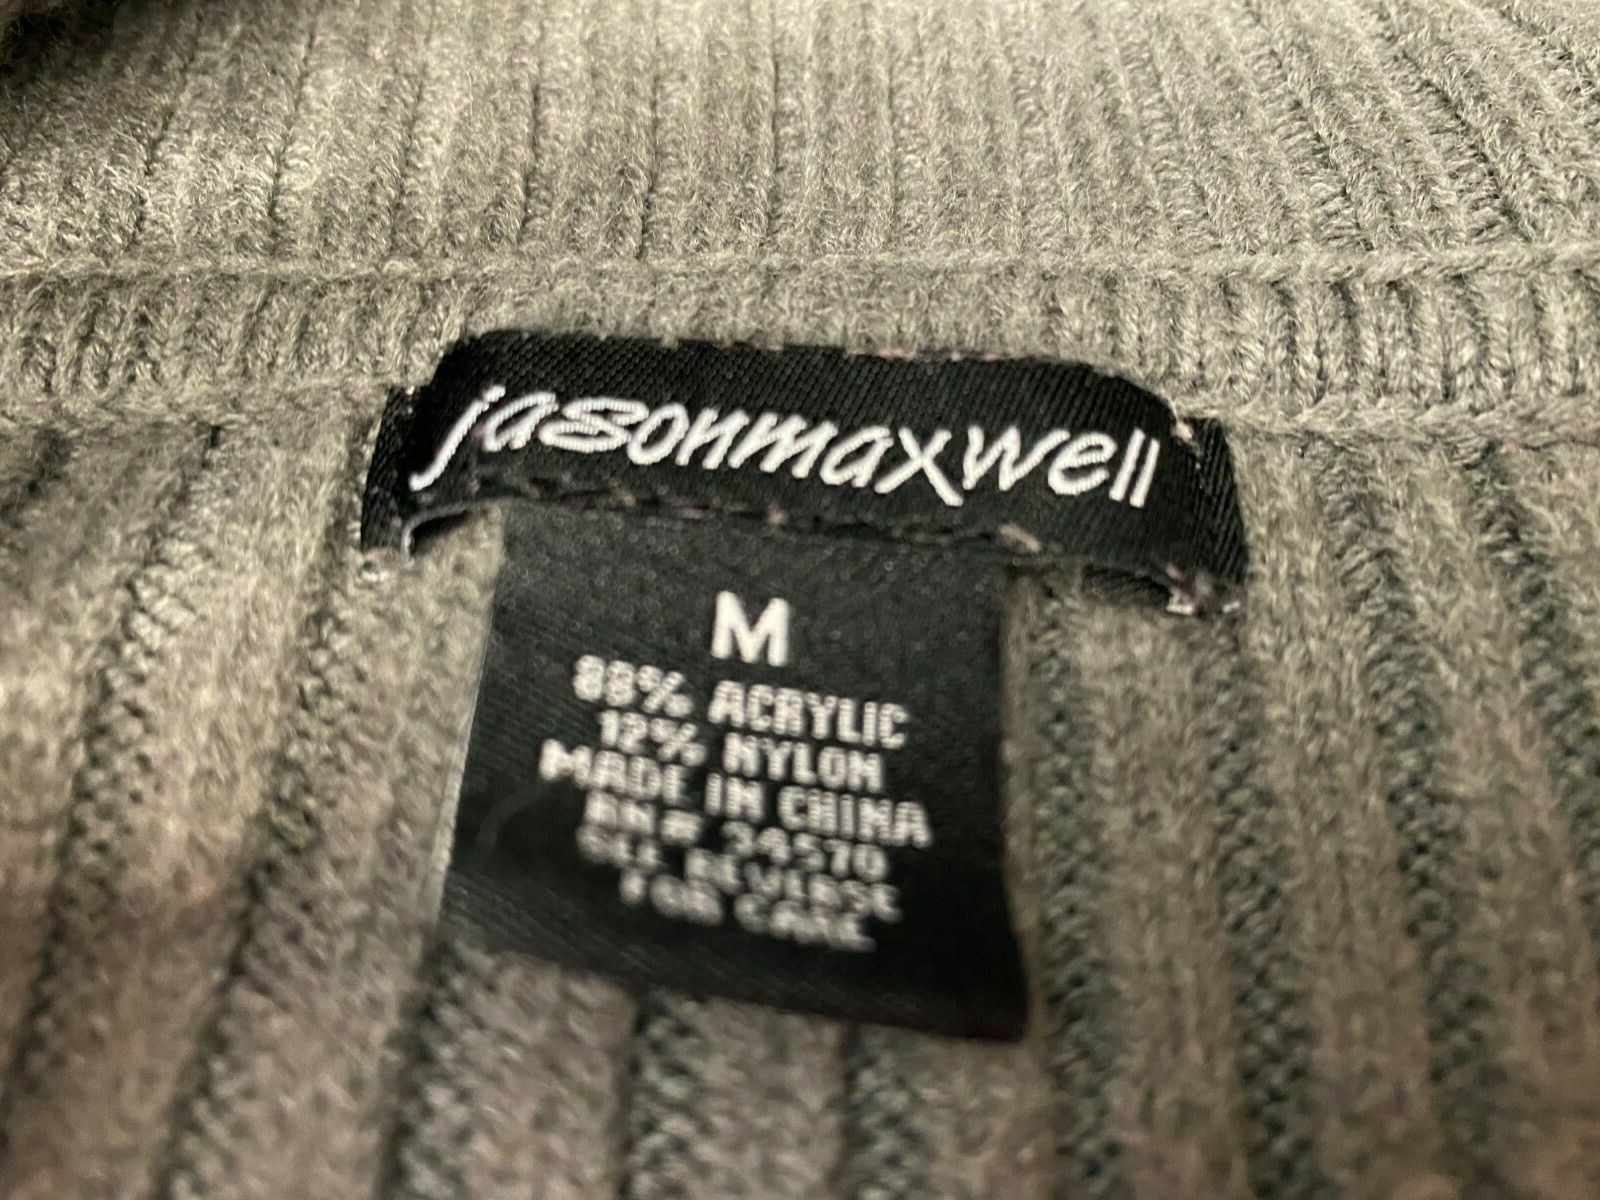 jasonmaxwell
M
88% ACRYLIC
12% NYLON
MADE IN CHINA
RN# 34570
SEE REVERSE
FOR CARE